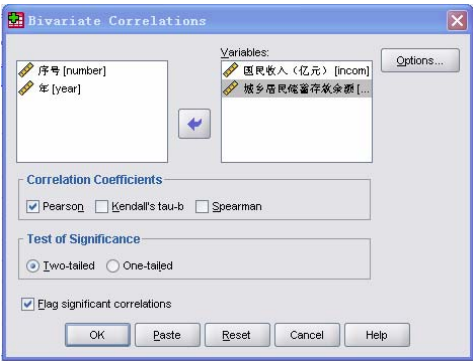 Bivariate Correlations
Variables:
序号 [number]
年 [year]
国民收入（亿元） [incom]
城乡居民储蓄存款余额 [...
Options...
Correlation Coefficients
Pearson Kendall's tau-b Spearman
Test of Significance
Two-tailed One-tailed
Flag significant correlations
OK Paste Reset Cancel Help